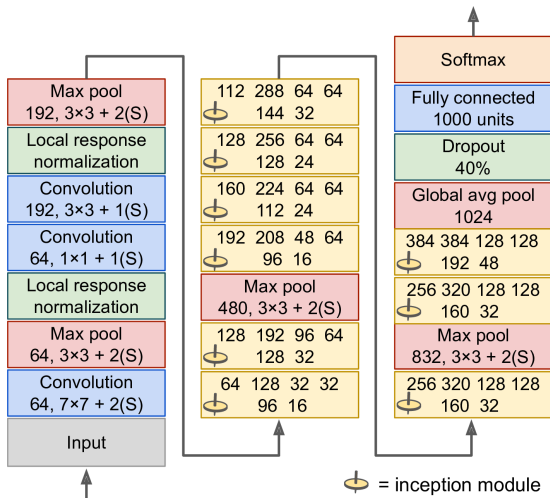 Max pool
192, 3×3 + 2(S)
Local response
normalization
Convolution
192, 3×3 + 1(S)
Convolution
64, 1×1 + 1(S)
Local response
normalization
Max pool
64, 3×3 + 2(S)
Convolution
64, 7×7 + 2(S)
Input
112 288 64 64
144 32
128 256 64 64
128 24
160 224 64 64
112 24
192 208 48 64
96 16
Max pool
480, 3×3 + 2(S)
128 192 96 64
128 32
64 128 32 32
96 16
Softmax
Fully connected
1000 units
Dropout
40%
Global avg pool
1024
384 384 128 128
192 48
256 320 128 128
160 32
Max pool
832, 3×3 + 2(S)
256 320 128 128
160 32
= inception module